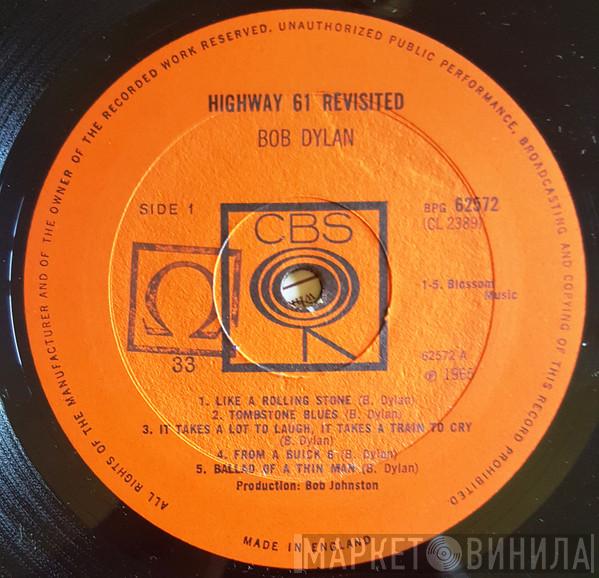 ALL RIGHTS OF THE MANUFACTURER AND OF THE OWNER OF THE RECORDED WORK RESERVED. UNAUTHORIZED PUBLIC PERFORMANCE, BROADCASTING AND COPYING OF THIS RECORD PROHIBITED.
HIGHWAY 61 REVISITED
BOB DYLAN
SIDE 1
BPG 62572
(CL 2389)
CBS
1-5. Blossom
Music
Ω
33
62572 A
℗ 1965
1. LIKE A ROLLING STONE (B. Dylan)
2. TOMBSTONE BLUES (B. Dylan)
3. IT TAKES A LOT TO LAUGH, IT TAKES A TRAIN TO CRY
(B. Dylan)
4. FROM A BUICK 6 (B. Dylan)
5. BALLAD OF A THIN MAN (B. Dylan)
Production: Bob Johnston
MADE IN ENGLAND
МАРКЕТ ВИНИЛА